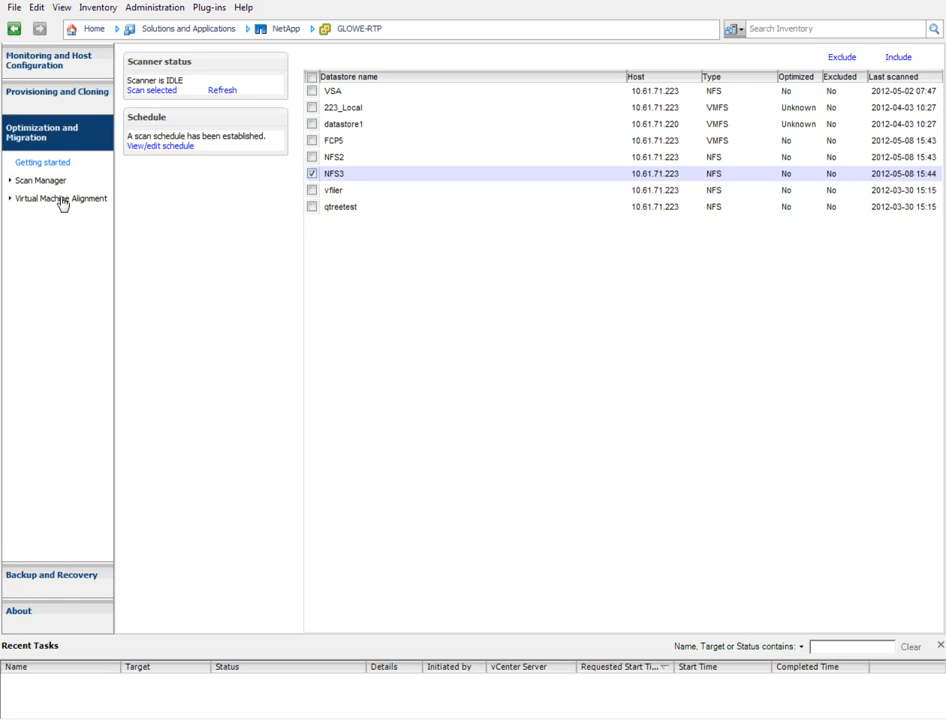 File Edit View Inventory Administration Plug-ins Help
Home Solutions and Applications NetApp GLOWE-RTP Search Inventory
Monitoring and Host Configuration
Provisioning and Cloning
Optimization and Migration
Getting started
Scan Manager
Virtual Machine Alignment
Backup and Recovery
About
Scanner status
Scanner is IDLE
Scan selected Refresh
Schedule
A scan schedule has been established.
View/edit schedule
Exclude Include
Datastore name Host Type Optimized Excluded Last scanned
VSA 10.61.71.223 NFS No No 2012-05-02 07:47
223_Local 10.61.71.223 VMFS Unknown No 2012-04-03 10:27
datastore1 10.61.71.220 VMFS Unknown No 2012-04-03 10:27
FCP5 10.61.71.223 VMFS No No 2012-05-08 15:43
NFS2 10.61.71.223 NFS No No 2012-05-08 15:43
NFS3 10.61.71.223 NFS No No 2012-05-08 15:44
vfiler 10.61.71.223 NFS No No 2012-03-30 15:15
qtreetest 10.61.71.223 NFS No No 2012-03-30 15:15
Recent Tasks Name, Target or Status contains: Clear
Name Target Status Details Initiated by vCenter Server Requested Start Ti... Start Time Completed Time